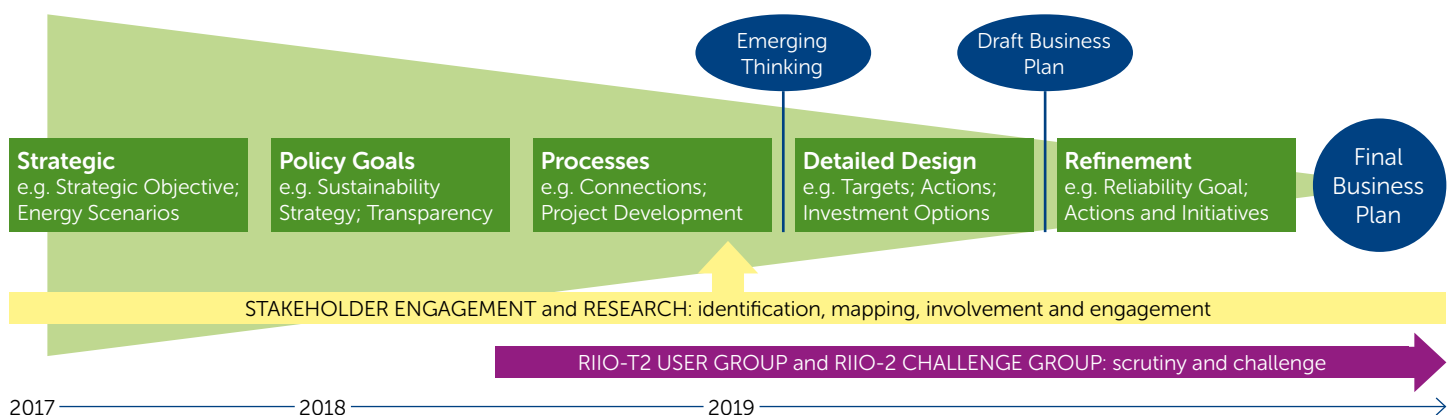 Emerging
Thinking
Draft Business
Plan
Strategic
e.g. Strategic Objective;
Energy Scenarios
Policy Goals
e.g. Sustainability
Strategy; Transparency
Processes
e.g. Connections;
Project Development
Detailed Design
e.g. Targets; Actions;
Investment Options
Refinement
e.g. Reliability Goal;
Actions and Initiatives
Final
Business
Plan
STAKEHOLDER ENGAGEMENT and RESEARCH: identification, mapping, involvement and engagement
RIIO-T2 USER GROUP and RIIO-2 CHALLENGE GROUP: scrutiny and challenge
2017
2018
2019